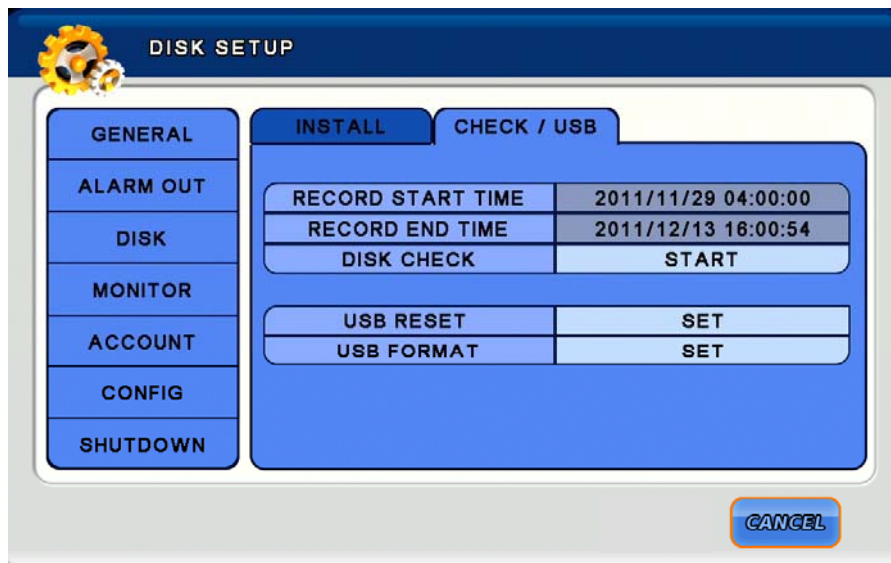 DISK SETUP
GENERAL
ALARM OUT
DISK
MONITOR
ACCOUNT
CONFIG
SHUTDOWN
INSTALL CHECK / USB
RECORD START TIME 2011/11/29 04:00:00
RECORD END TIME 2011/12/13 16:00:54
DISK CHECK START
USB RESET SET
USB FORMAT SET
CANCEL